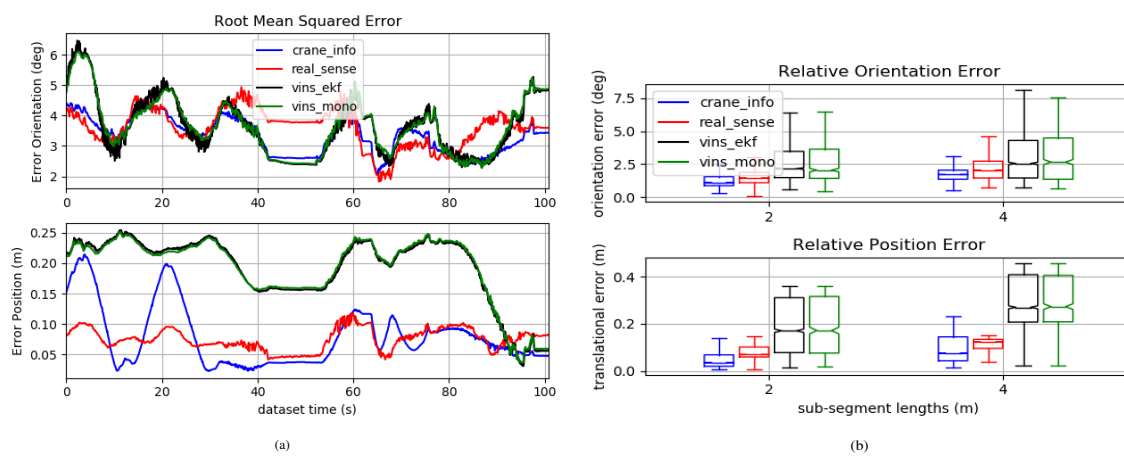 Root Mean Squared Error
Error Orientation (deg)
6
5
4
3
2
crane_info
real_sense
vins_ekf
vins_mono
0 20 40 60 80 100
Error Position (m)
0.25
0.20
0.15
0.10
0.05
0 20 40 60 80 100
dataset time (s)
(a)
Relative Orientation Error
orientation error (deg)
7.5
5.0
2.5
0.0
crane_info
real_sense
vins_ekf
vins_mono
2 4
Relative Position Error
translational error (m)
0.4
0.2
0.0
2 4
sub-segment lengths (m)
(b)